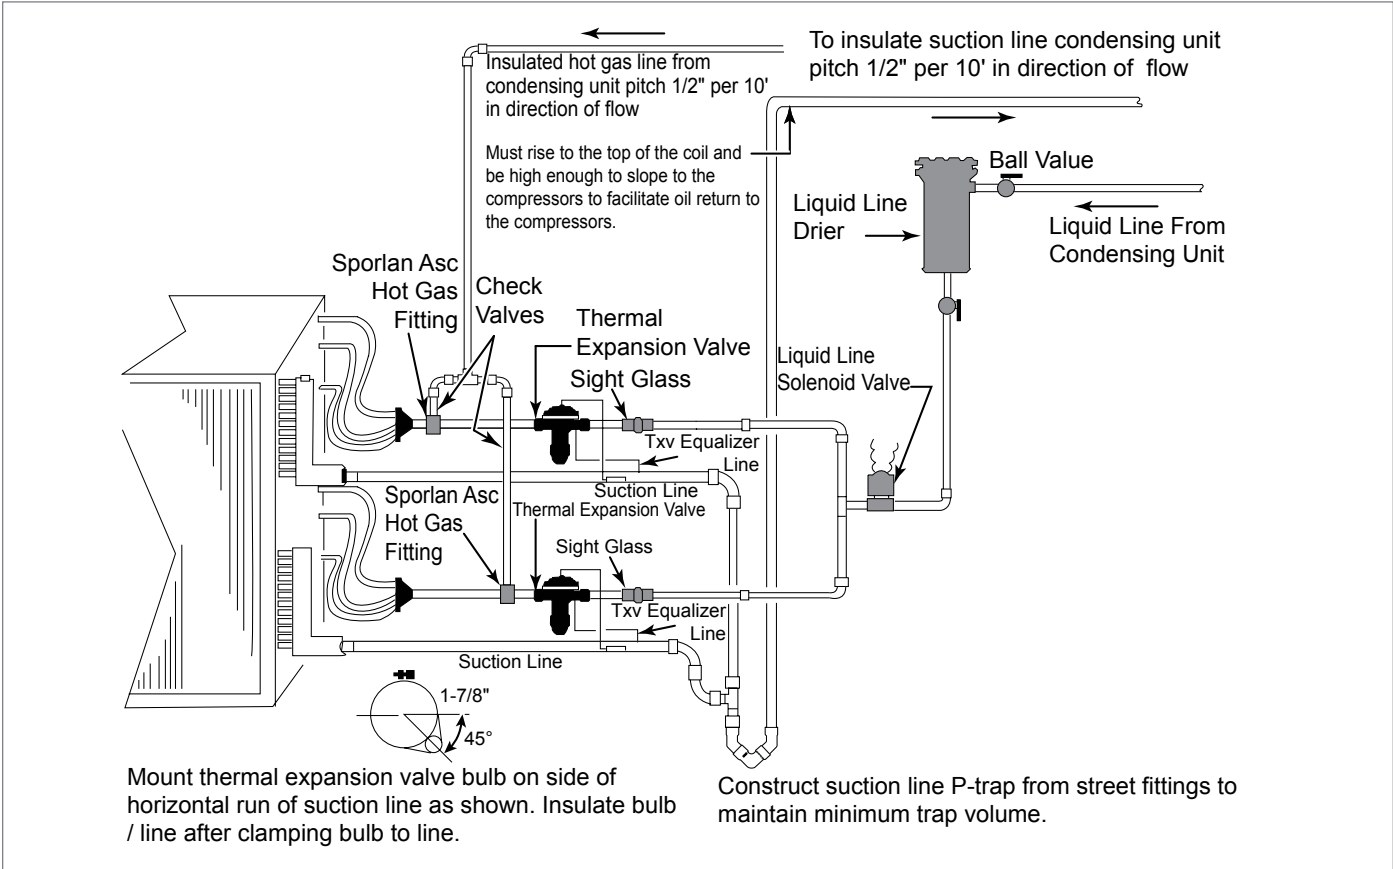 To insulate suction line condensing unit
pitch 1/2" per 10' in direction of flow
Insulated hot gas line from
condensing unit pitch 1/2" per 10'
in direction of flow
Must rise to the top of the coil and
be high enough to slope to the
compressors to facilitate oil return to
the compressors.
Ball Value
Liquid Line
Drier
Liquid Line From
Condensing Unit
Sporlan Asc
Hot Gas
Fitting
Check
Valves
Thermal
Expansion Valve
Sight Glass
Liquid Line
Solenoid Valve
Txv Equalizer
Line
Suction Line
Sporlan Asc
Hot Gas
Fitting
Thermal Expansion Valve
Sight Glass
Txv Equalizer
Line
Suction Line
1-7/8"
45°
Mount thermal expansion valve bulb on side of
horizontal run of suction line as shown. Insulate bulb
/ line after clamping bulb to line.
Construct suction line P-trap from street fittings to
maintain minimum trap volume.